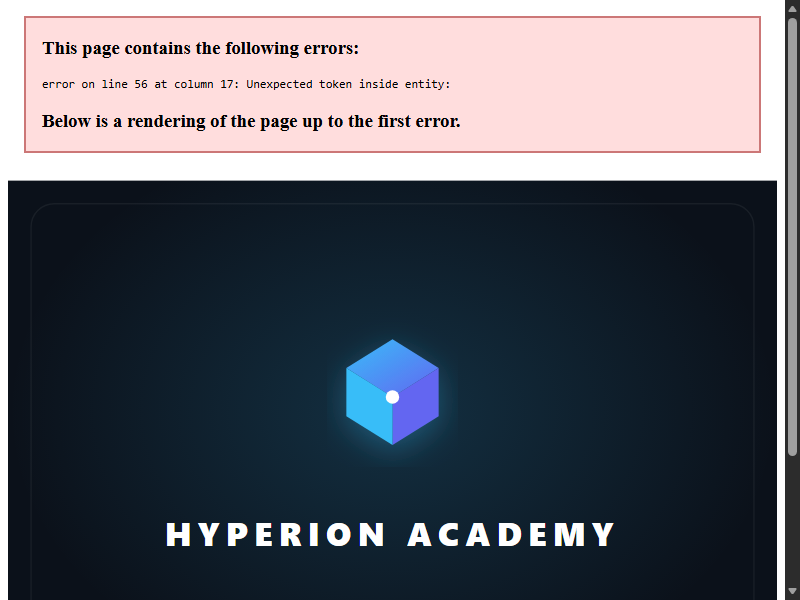 This page contains the following errors:
error on line 56 at column 17: Unexpected token inside entity:
Below is a rendering of the page up to the first error.
HYPERION ACADEMY